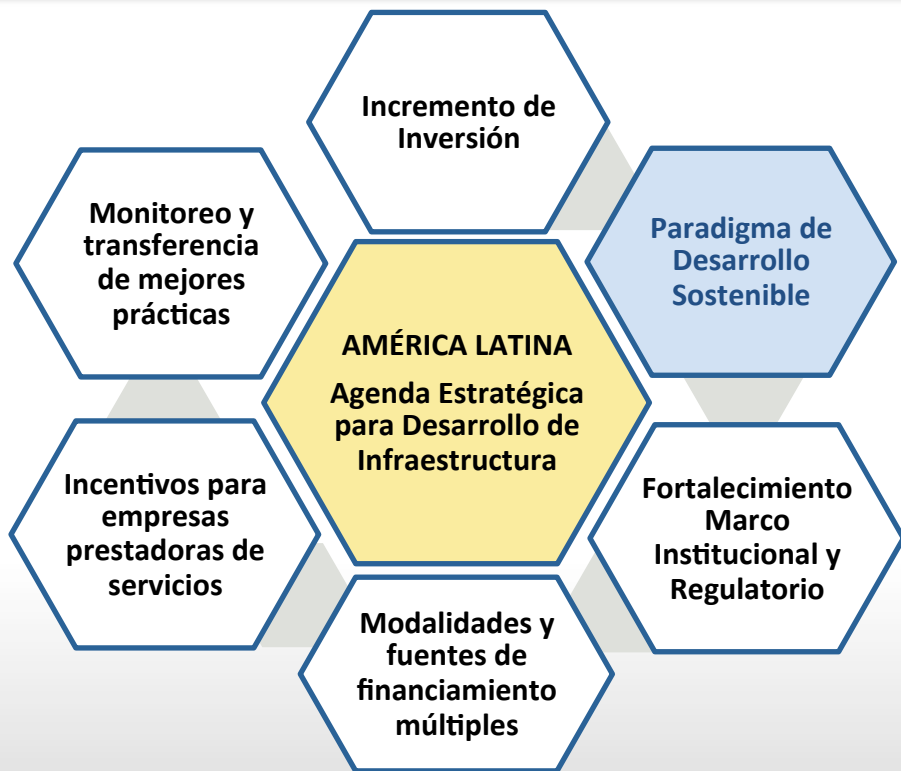 Incremento de
Inversión
Paradigma de
Desarrollo
Sostenible
Fortalecimiento
Marco
Institucional y
Regulatorio
Modalidades y
fuentes de
financiamiento
múltiples
Incentivos para
empresas
prestadoras de
servicios
Monitoreo y
transferencia
de mejores
prácticas
AMÉRICA LATINA
Agenda Estratégica
para Desarrollo de
Infraestructura